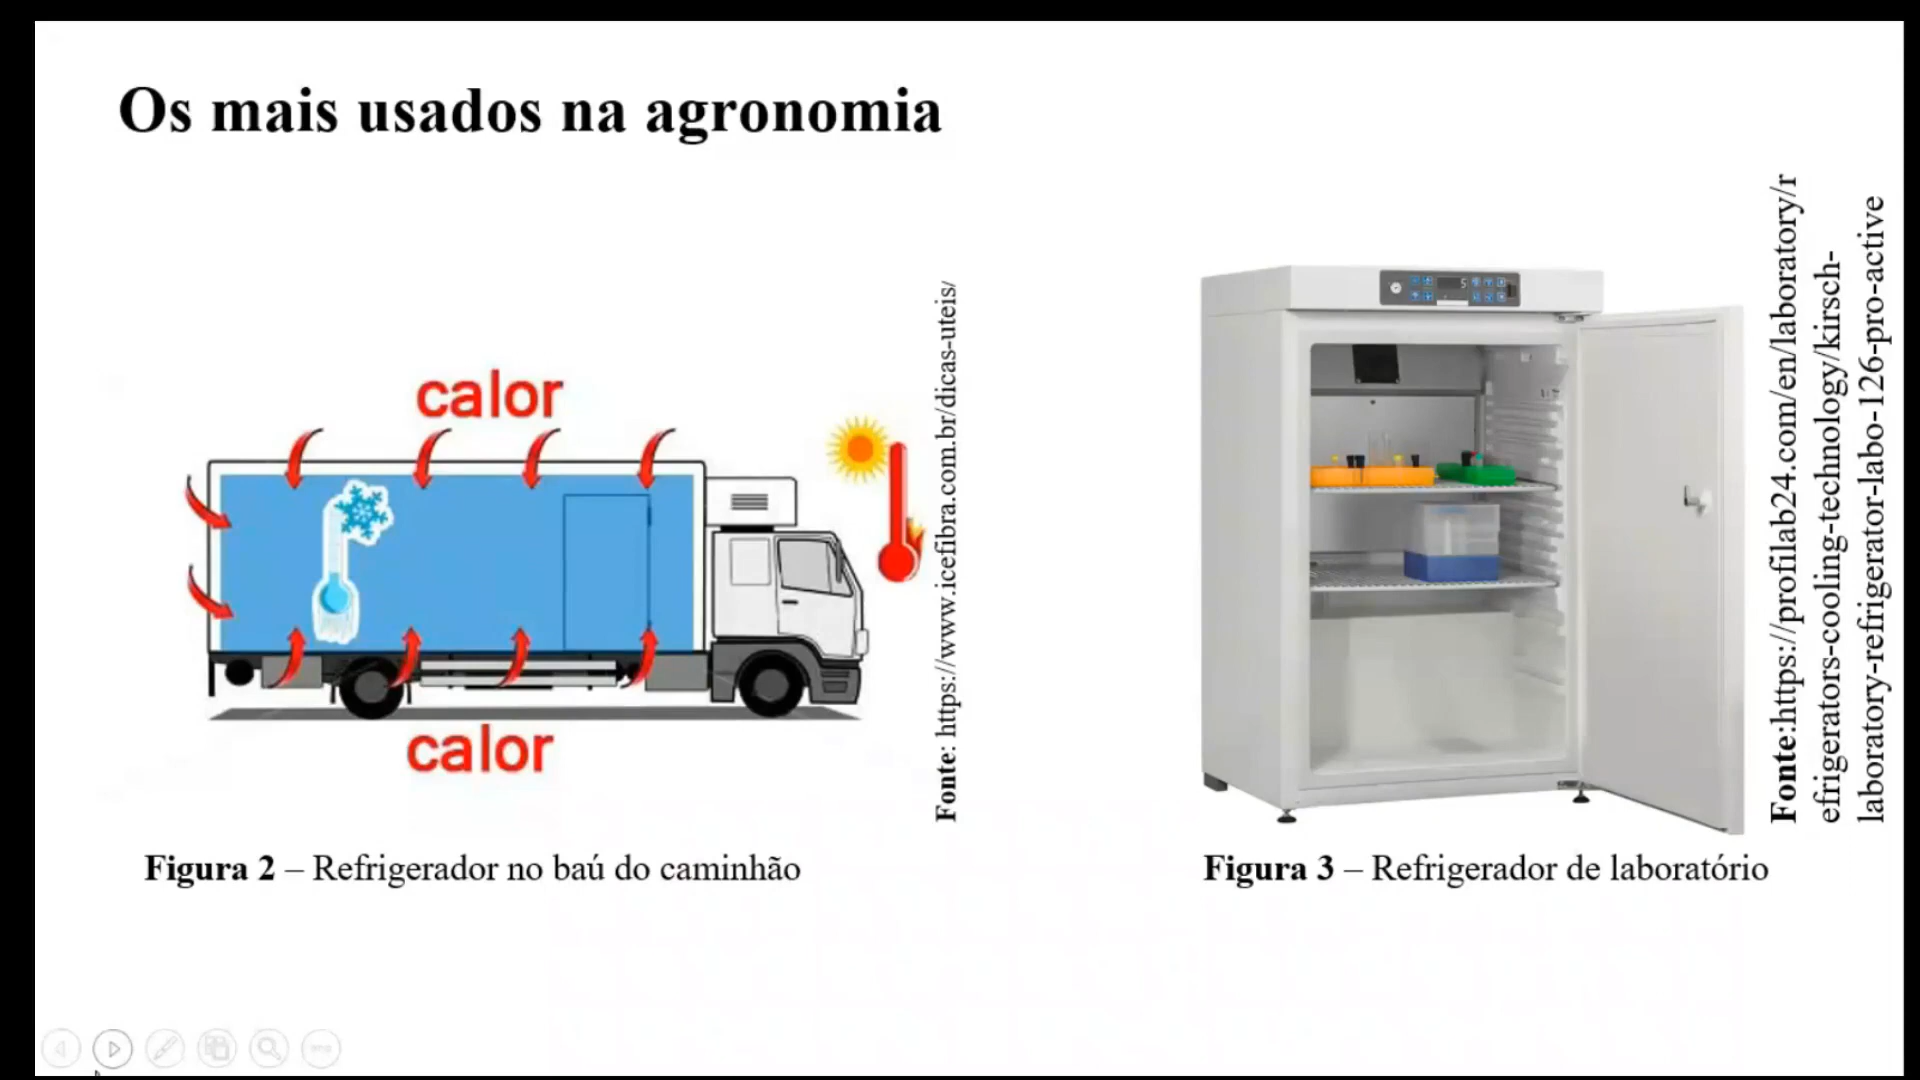 Os mais usados na agronomia
calor
calor
Fonte: https://www.icefibra.com.br/dicas-uteis/
Figura 2 – Refrigerador no baú do caminhão
5
Fonte:https://profilab24.com/en/laboratory/r
efrigerators-cooling-technology/kirsch-
laboratory-refrigerator-labo-126-pro-active
Figura 3 – Refrigerador de laboratório